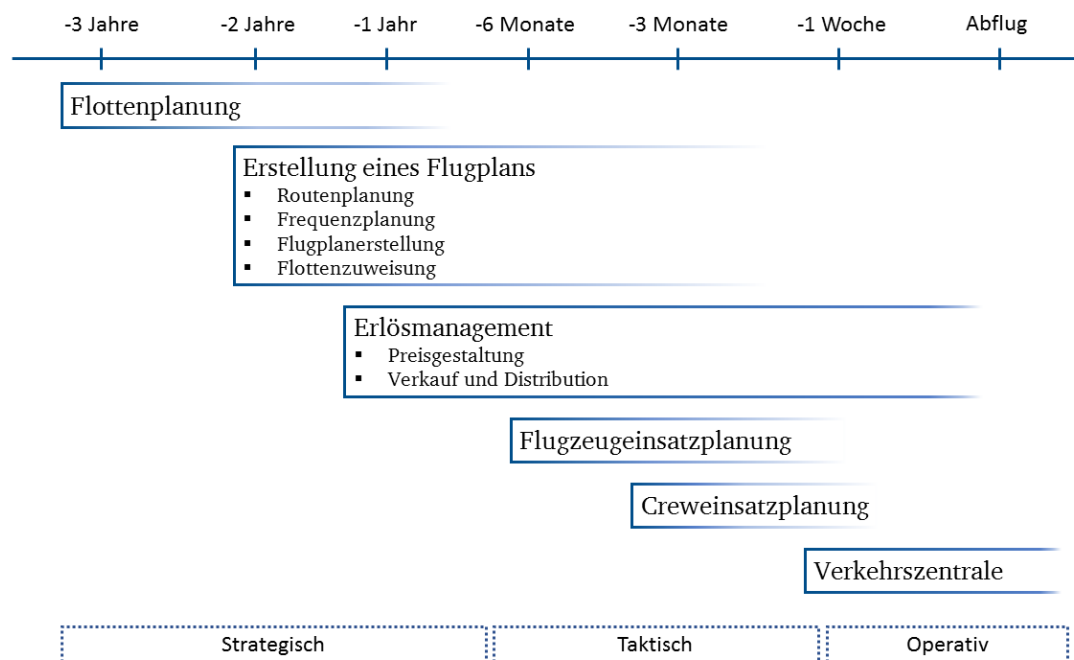 -3 Jahre -2 Jahre -1 Jahr -6 Monate -3 Monate -1 Woche Abflug
Flottenplanung
Erstellung eines Flugplans
▪ Routenplanung
▪ Frequenzplanung
▪ Flugplanerstellung
▪ Flottenzuweisung
Erlösmanagement
▪ Preisgestaltung
▪ Verkauf und Distribution
Flugzeugeinsatzplanung
Creweinsatzplanung
Verkehrszentrale
Strategisch Taktisch Operativ